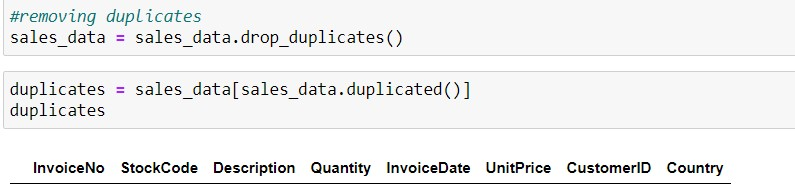 #removing duplicates
sales_data = sales_data.drop_duplicates()
duplicates = sales_data[sales_data.duplicated()]
duplicates
InvoiceNo StockCode Description Quantity InvoiceDate UnitPrice CustomerID Country